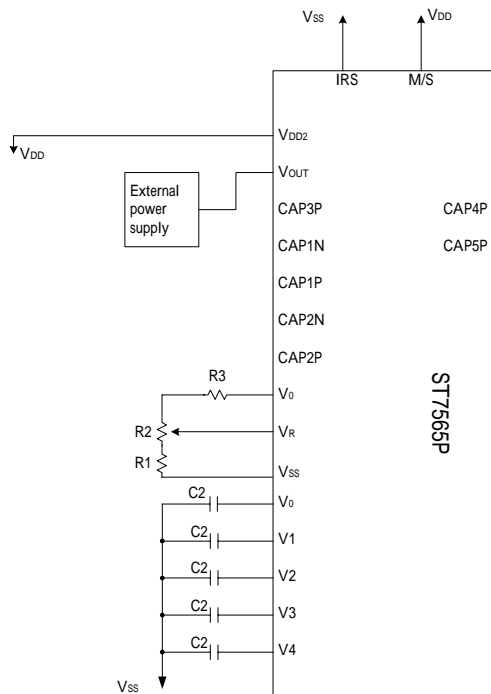 VSS VDD
IRS M/S
VDD2
VDD
VOUT
External
power
supply
CAP3P CAP4P
CAP1N CAP5P
CAP1P
CAP2N
CAP2P
R3
V0
R2
VR
R1
VSS
C2
V0
C2
V1
C2
V2
C2
V3
C2
V4
VSS
ST7565P